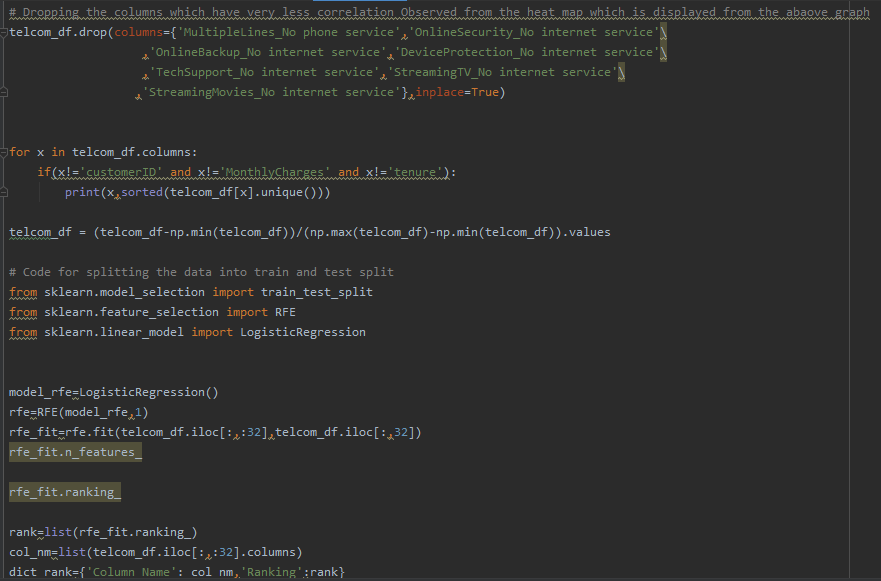 # Dropping the columns which have very less correlation Observed from the heat map which is displayed from the abaove graph
telcom_df.drop(columns={'MultipleLines_No phone service','OnlineSecurity_No internet service'\
,'OnlineBackup_No internet service','DeviceProtection_No internet service'\
,'TechSupport_No internet service','StreamingTV_No internet service'\
,'StreamingMovies_No internet service'},inplace=True)
for x in telcom_df.columns:
if(x!='customerID' and x!='MonthlyCharges' and x!='tenure'):
print(x,sorted(telcom_df[x].unique()))
telcom_df = (telcom_df-np.min(telcom_df))/(np.max(telcom_df)-np.min(telcom_df)).values
# Code for splitting the data into train and test split
from sklearn.model_selection import train_test_split
from sklearn.feature_selection import RFE
from sklearn.linear_model import LogisticRegression
model_rfe=LogisticRegression()
rfe=RFE(model_rfe,1)
rfe_fit=rfe.fit(telcom_df.iloc[:,:32],telcom_df.iloc[:,32])
rfe_fit.n_features_
rfe_fit.ranking_
rank=list(rfe_fit.ranking_)
col_nm=list(telcom_df.iloc[:,:32].columns)
dict_rank={'Column Name': col_nm,'Ranking':rank}